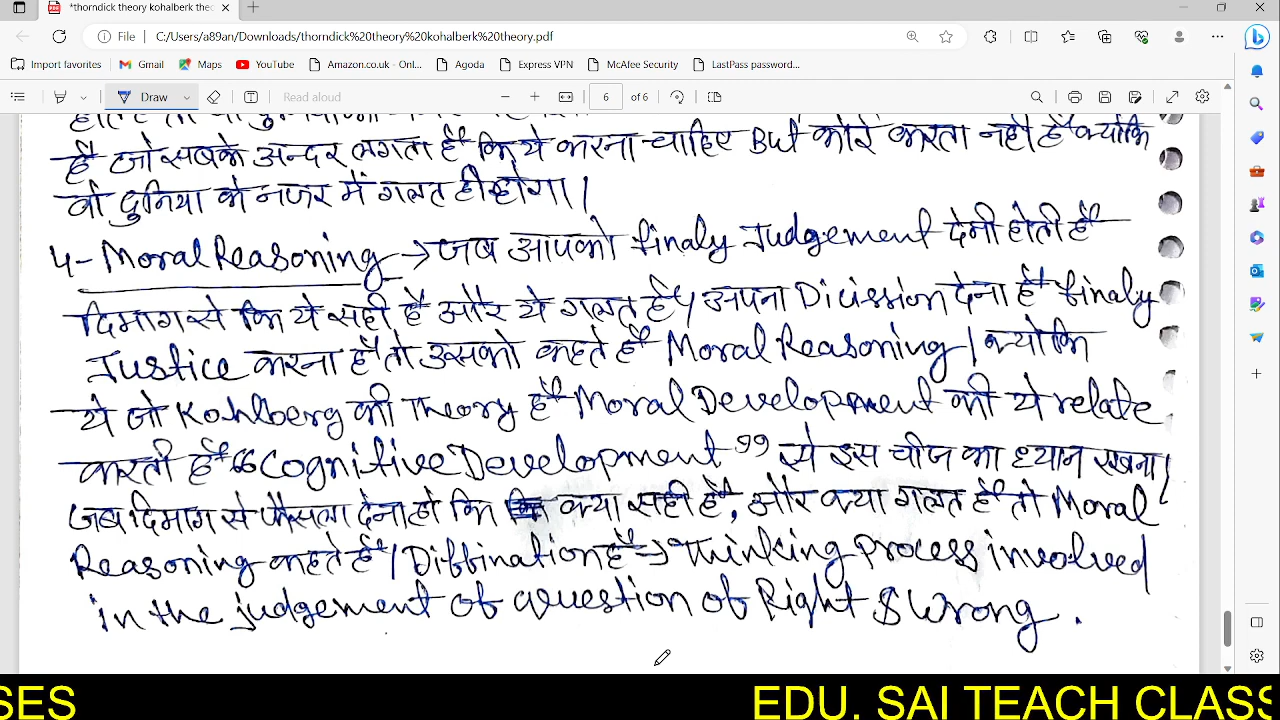 *thorndick theory kohalberk the
File C:/Users/a89an/Downloads/thorndick%20theory%20kohalberk%20theory.pdf
Import favorites Gmail Maps YouTube Amazon.co.uk - Onl... Agoda Express VPN McAfee Security LastPass password...
Draw Read aloud 6 of 6
है जो सबके अन्दर लगता है कि ये करना चाहिए But कोई करता नही है क्योकि
वो दुनिया की नजर में गलत ही होगा।
4- Moral Reasoning → जब आपको finaly Judgement देनी होती है
दिमाग से कि ये सही है और ये गलत है। अपना Dicission देना है finaly
Justice करना है तो उसको कहते है Moral Reasoning। क्योकि
ये जो Kohlberg की Theory है Moral Development की ये relate
करती है "Cognitive Development" से इस चीज का ध्यान रखना।
जब दिमाग से फैसला देना हो कि क्या सही है, और क्या गलत है तो Moral
Reasoning कहते है। Diffination है → Thinking process involved
in the judgement of Question of Right & Wrong.
SES EDU. SAI TEACH CLASS